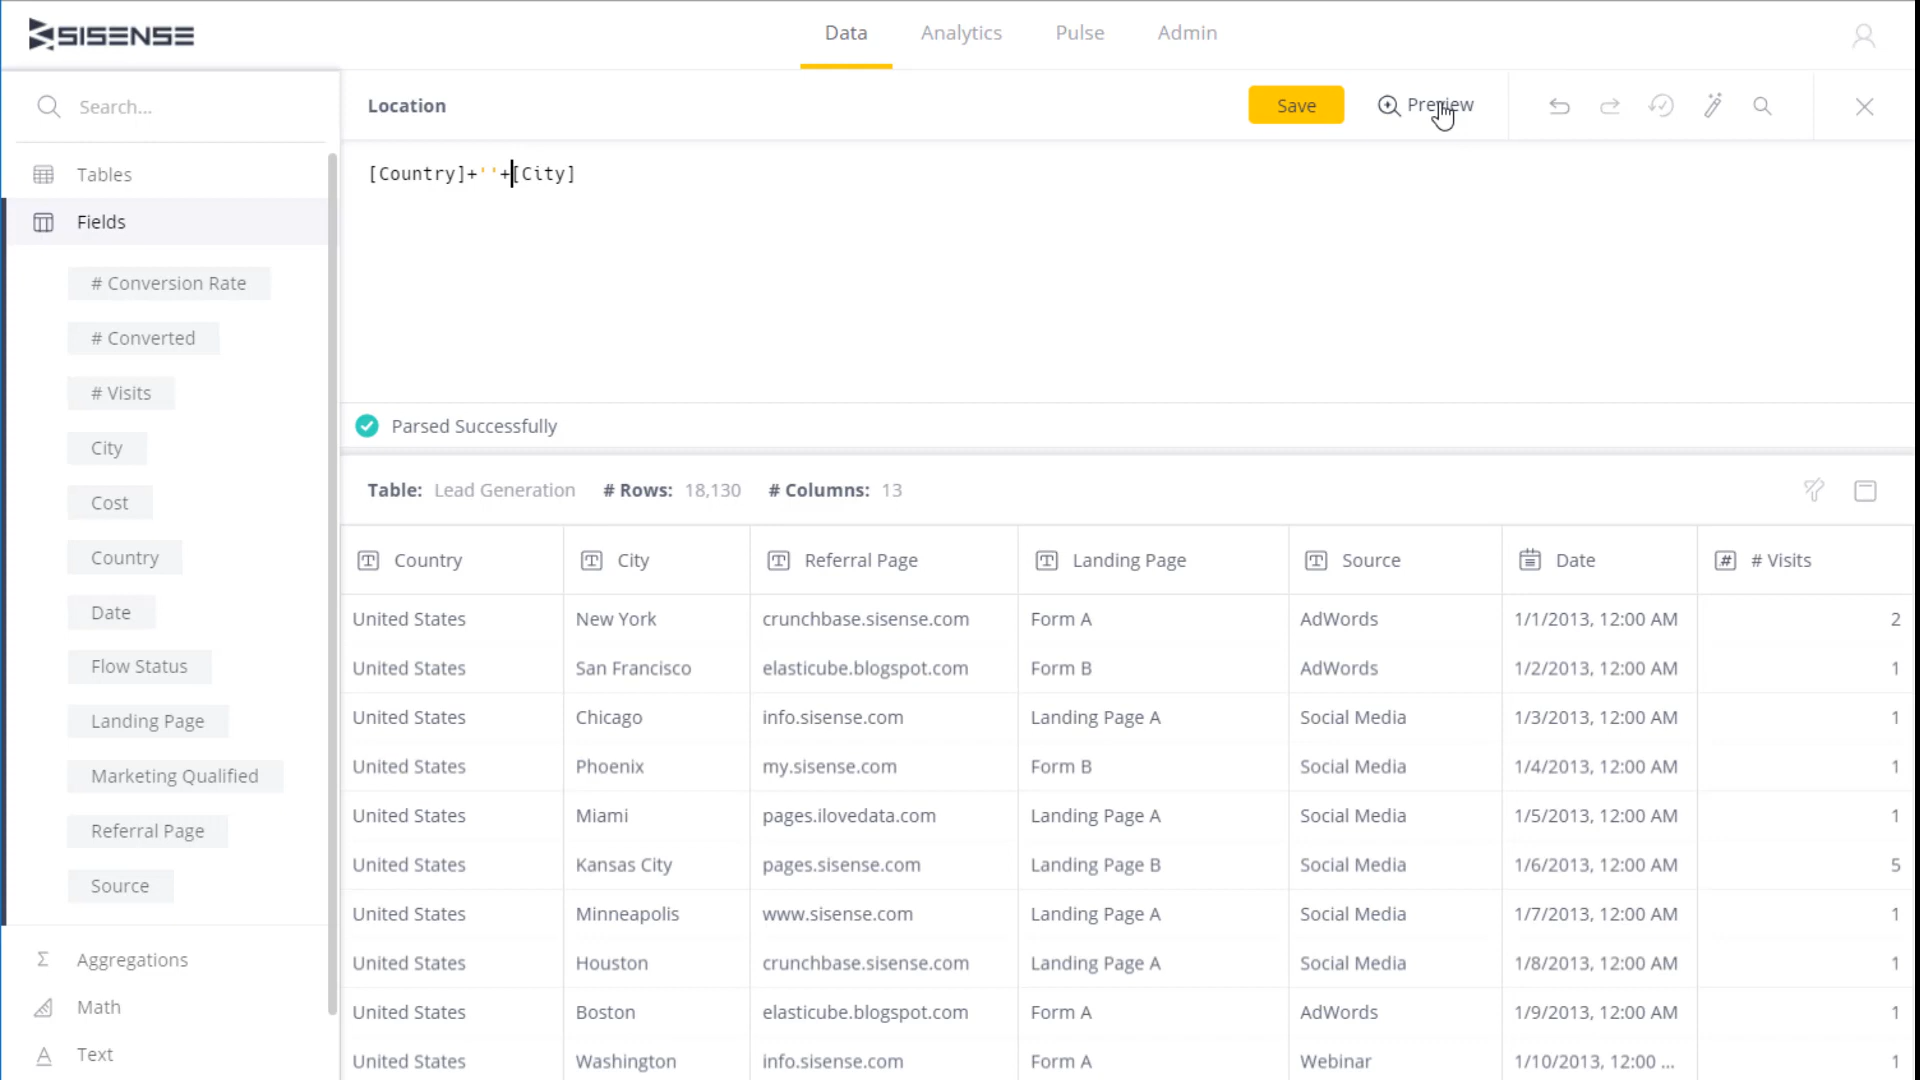 SISENSE
Data Analytics Pulse Admin
Search...
Location
Save Preview
[Country]+' '+[City]
Tables
Fields
# Conversion Rate
# Converted
# Visits
City
Cost
Country
Date
Flow Status
Landing Page
Marketing Qualified
Referral Page
Source
Aggregations
Math
Text
Parsed Successfully
Table: Lead Generation # Rows: 18,130 # Columns: 13
Country City Referral Page Landing Page Source Date # Visits
United States New York crunchbase.sisense.com Form A AdWords 1/1/2013, 12:00 AM 2
United States San Francisco elasticube.blogspot.com Form B AdWords 1/2/2013, 12:00 AM 1
United States Chicago info.sisense.com Landing Page A Social Media 1/3/2013, 12:00 AM 1
United States Phoenix my.sisense.com Form B Social Media 1/4/2013, 12:00 AM 1
United States Miami pages.ilovedata.com Landing Page A Social Media 1/5/2013, 12:00 AM 1
United States Kansas City pages.sisense.com Landing Page B Social Media 1/6/2013, 12:00 AM 5
United States Minneapolis www.sisense.com Landing Page A Social Media 1/7/2013, 12:00 AM 1
United States Houston crunchbase.sisense.com Landing Page A Social Media 1/8/2013, 12:00 AM 1
United States Boston elasticube.blogspot.com Form A AdWords 1/9/2013, 12:00 AM 1
United States Washington info.sisense.com Form A Webinar 1/10/2013, 12:00 ... 1